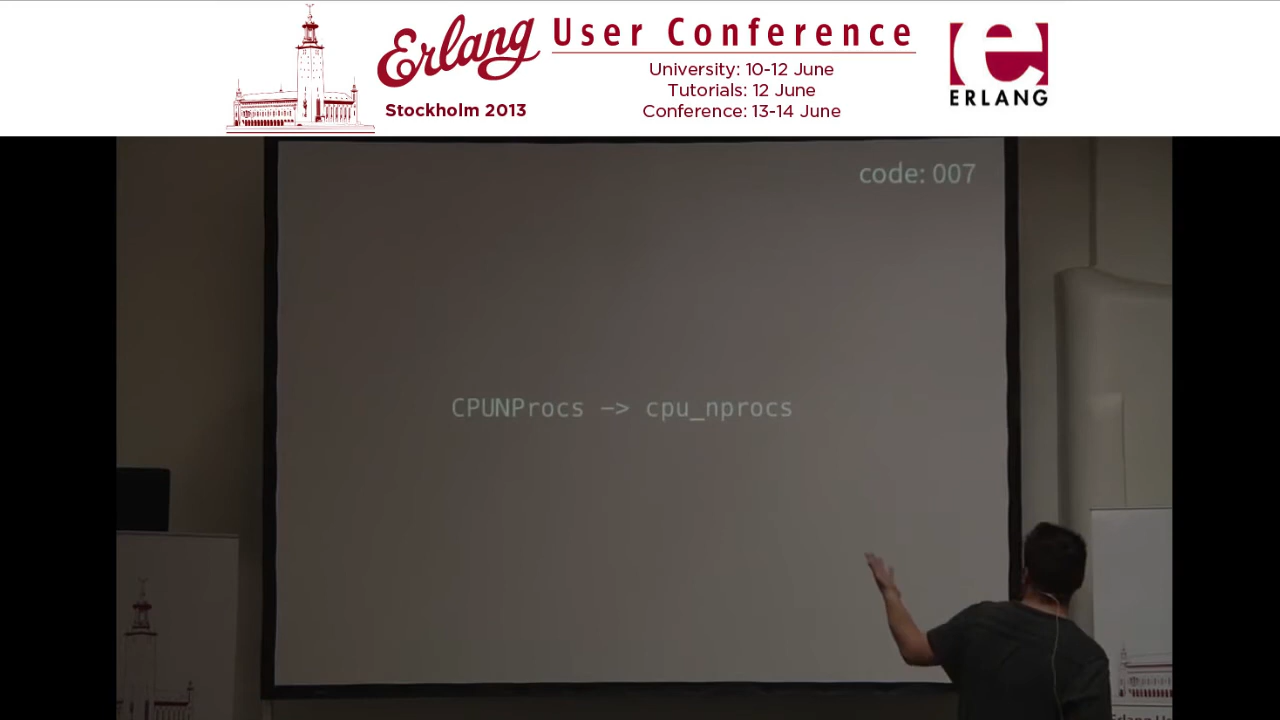 Erlang User Conference
Stockholm 2013
University: 10-12 June
Tutorials: 12 June
Conference: 13-14 June
ERLANG
code: 007
CPUNProcs -> cpu_nprocs